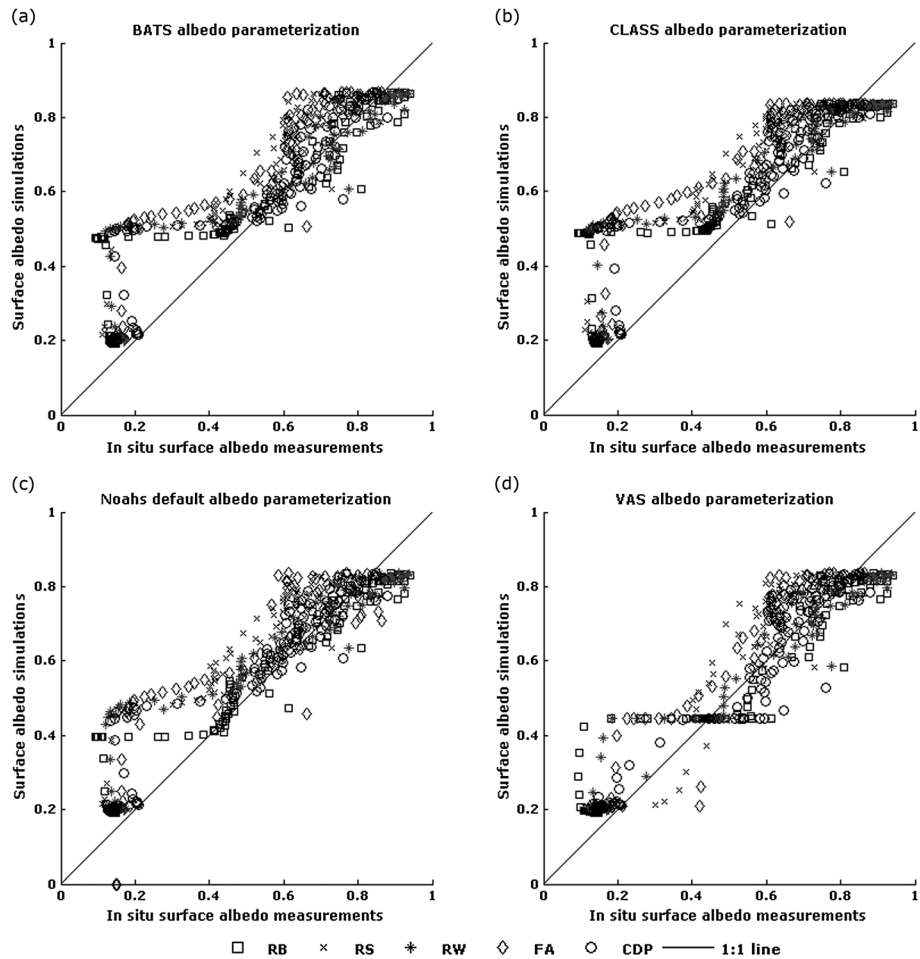 (a)
BATS albedo parameterization
1
0.8
0.6
0.4
0.2
0
Surface albedo simulations
0 0.2 0.4 0.6 0.8 1
In situ surface albedo measurements
(b)
CLASS albedo parameterization
1
0.8
0.6
0.4
0.2
0
Surface albedo simulations
0 0.2 0.4 0.6 0.8 1
In situ surface albedo measurements
(c)
Noahs default albedo parameterization
1
0.8
0.6
0.4
0.2
0
Surface albedo simulations
0 0.2 0.4 0.6 0.8 1
In situ surface albedo measurements
(d)
VAS albedo parameterization
1
0.8
0.6
0.4
0.2
0
Surface albedo simulations
0 0.2 0.4 0.6 0.8 1
In situ surface albedo measurements
RB RS RW FA CDP 1:1 line